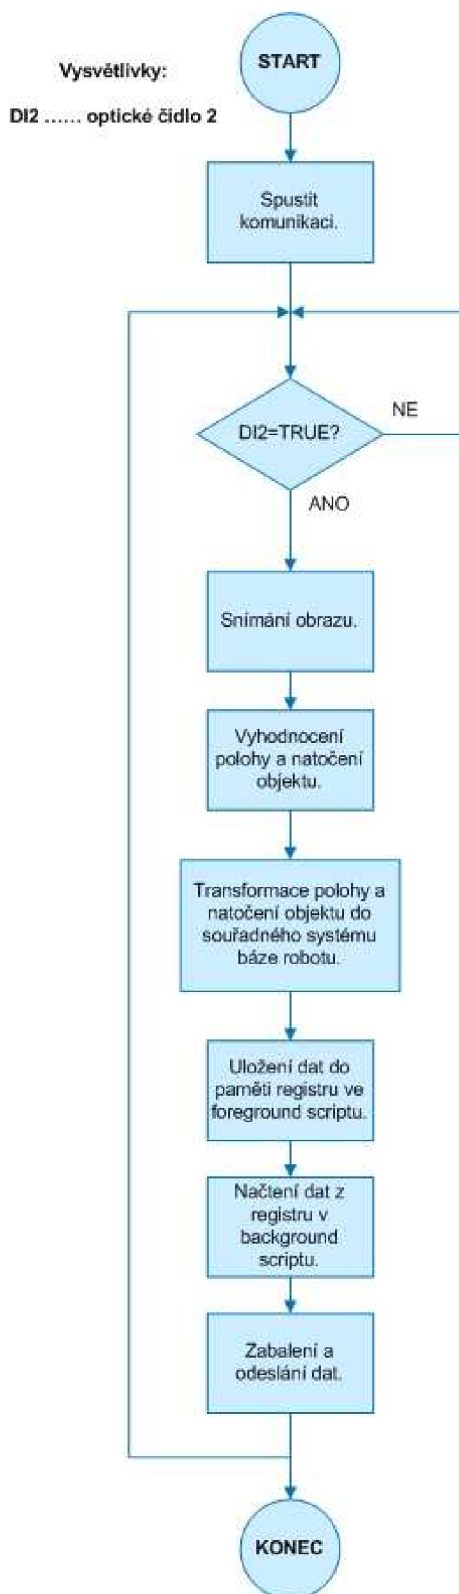 Vysvětlivky:
DI2 ...... optické čidlo 2
START
Spustit
komunikaci.
DI2=TRUE?
NE
ANO
Snímání obrazu.
Vyhodnocení
polohy a natočení
objektu.
Transformace polohy a
natočení objektu do
souřadného systému
báze robotu.
Uložení dat do
paměti registru ve
foreground scriptu.
Načtení dat z
registru v
background
scriptu.
Zabalení a
odeslání dat.
KONEC